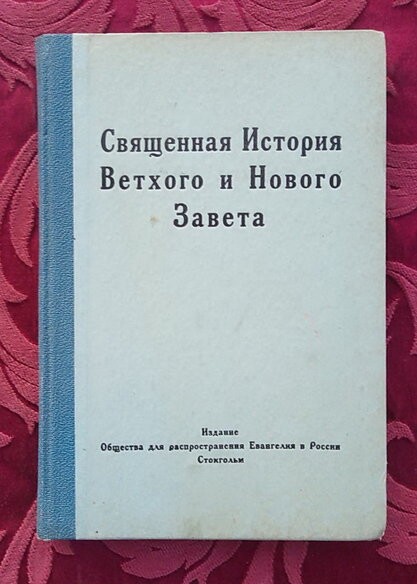 Священная История
Ветхого и Нового
Завета
Издание
Общества для распространения Евангелия в России
Стокгольм